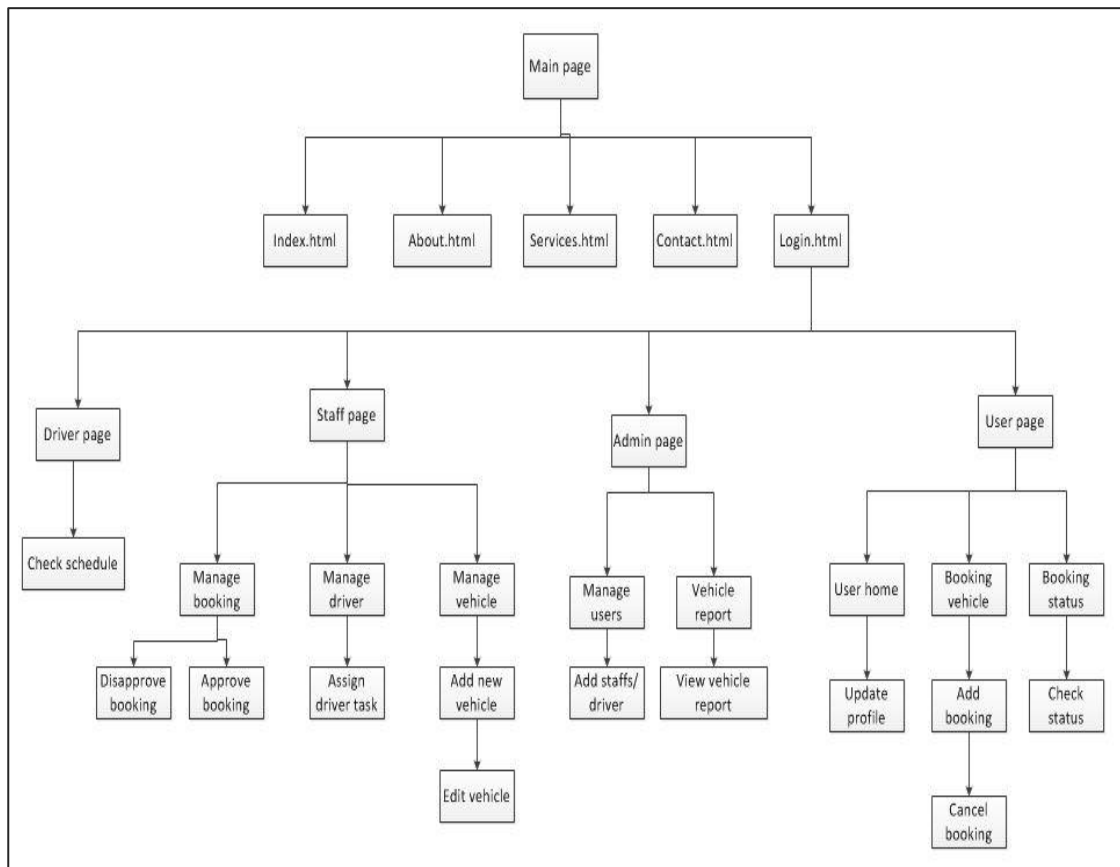 Main page
Index.html
About.html
Services.html
Contact.html
Login.html
Driver page
Staff page
Admin page
User page
Check schedule
Manage
booking
Manage
driver
Manage
vehicle
Manage
users
Vehicle
report
User home
Booking
vehicle
Booking
status
Disapprove
booking
Approve
booking
Assign
driver task
Add new
vehicle
Add staffs/
driver
View vehicle
report
Update
profile
Add
booking
Check
status
Edit vehicle
Cancel
booking